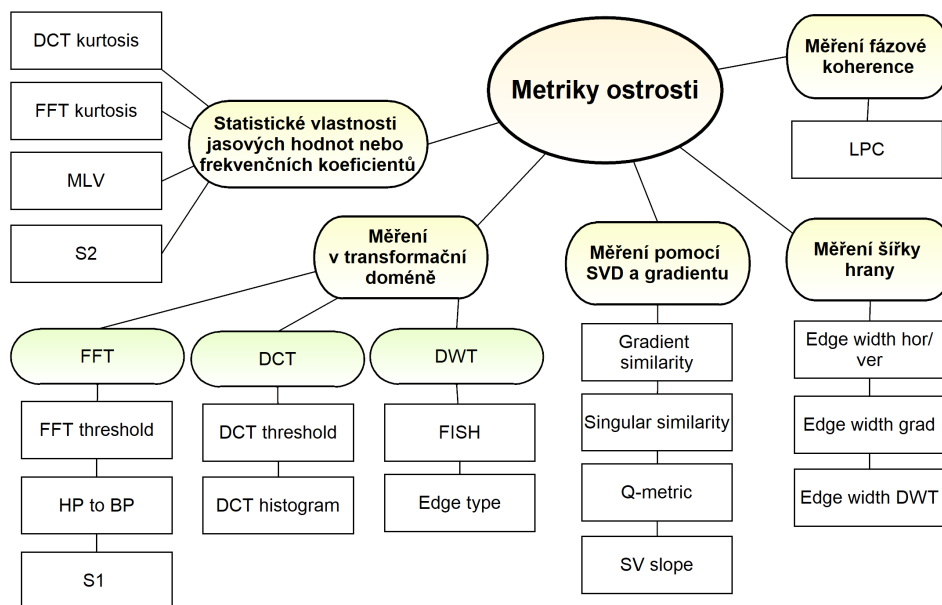 Metriky ostrosti
Statistické vlastnosti
jasových hodnot nebo
frekvenčních koeficientů
DCT kurtosis
FFT kurtosis
MLV
S2
Měření
v transformační
doméně
FFT
FFT threshold
HP to BP
S1
DCT
DCT threshold
DCT histogram
DWT
FISH
Edge type
Měření pomocí
SVD a gradientu
Gradient
similarity
Singular similarity
Q-metric
SV slope
Měření šířky
hrany
Edge width hor/
ver
Edge width grad
Edge width DWT
Měření fázové
koherence
LPC